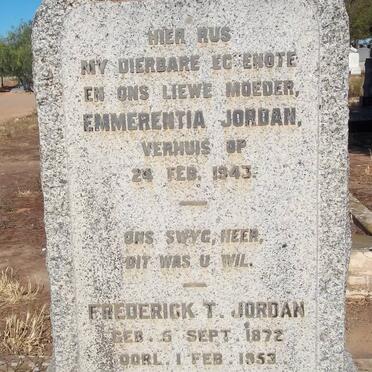 HIER RUS
MY DIERBARE EGENOTE
EN ONS LIEWE MOEDER,
EMMERENTIA JORDAN,
VERHUIS OP
24 FEB. 1943.
ONS SWYG, HEER,
DIT WAS U WIL.
FREDERICK T. JORDAN
GEB. 5 SEPT. 1872
OORL. 1 FEB. 1953.